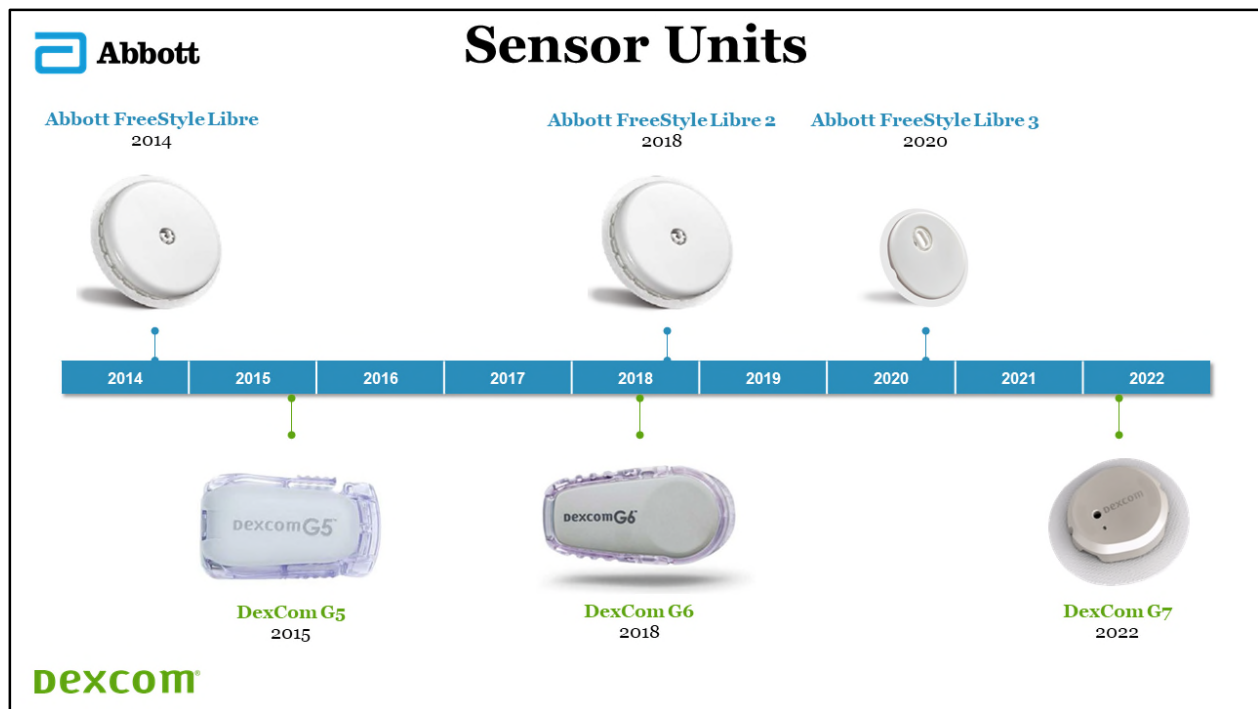 Abbott
Sensor Units
Abbott FreeStyle Libre
2014
Abbott FreeStyle Libre 2
2018
Abbott FreeStyle Libre 3
2020
2014 2015 2016 2017 2018 2019 2020 2021 2022
Dexcom G5™
DexCom G5
2015
Dexcom G6™
DexCom G6
2018
Dexcom
DexCom G7
2022
Dexcom®